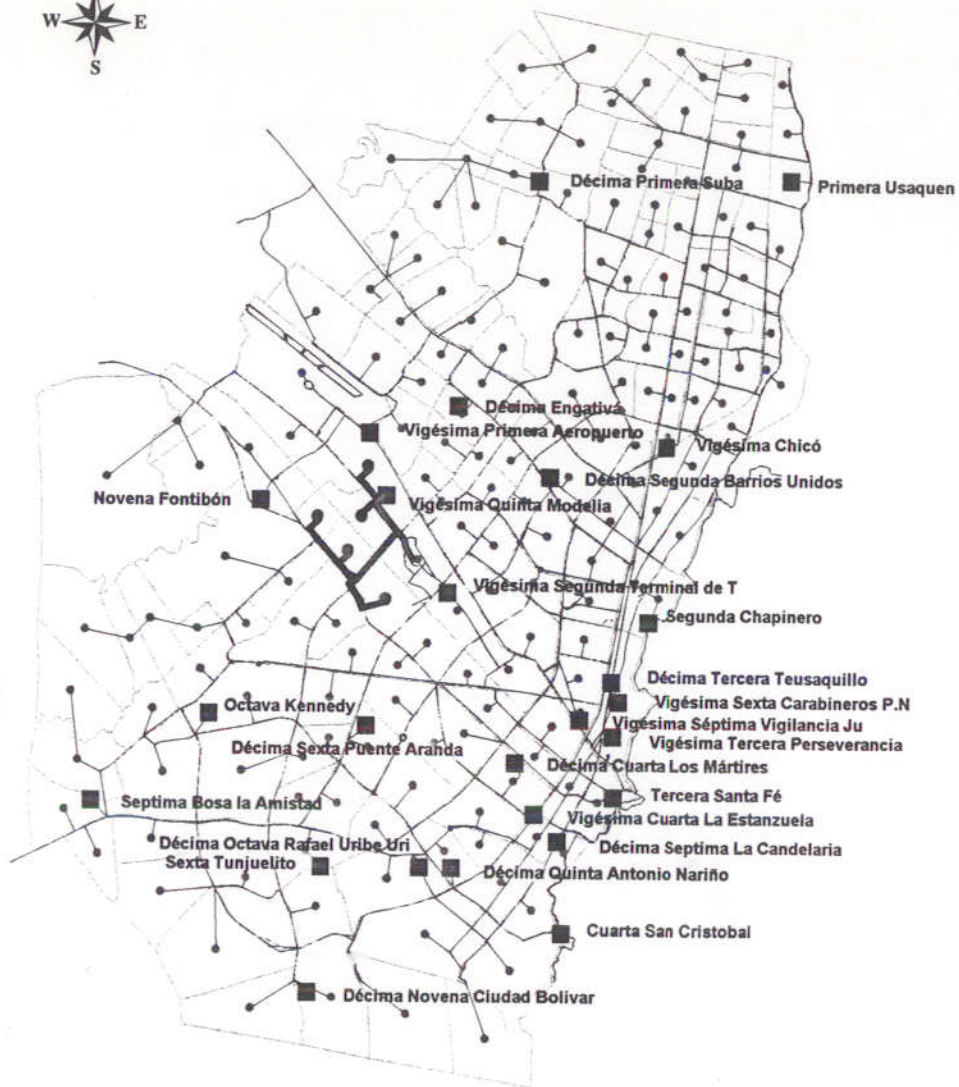 W E
S
Décima Primera Suba
Primera Usaquen
Décima Engativá
Vigésima Primera Aeropuerto
Vigésima Chicó
Décima Segunda Barrios Unidos
Novena Fontibón
Vigésima Quinta Modelia
Vigésima Segunda Terminal de T
Segunda Chapinero
Décima Tercera Teusaquillo
Vigésima Sexta Carabineros P.N
Octava Kennedy
Vigésima Séptima Vigilancia Ju
Décima Sexta Puente Aranda
Vigésima Tercera Perseverancia
Décima Cuarta Los Mártires
Septima Bosa la Amistad
Tercera Santa Fé
Vigésima Cuarta La Estanzuela
Décima Octava Rafael Uribe Uri
Décima Septima La Candelaria
Sexta Tunjuelito
Décima Quinta Antonio Nariño
Cuarta San Cristobal
Décima Novena Ciudad Bolivar